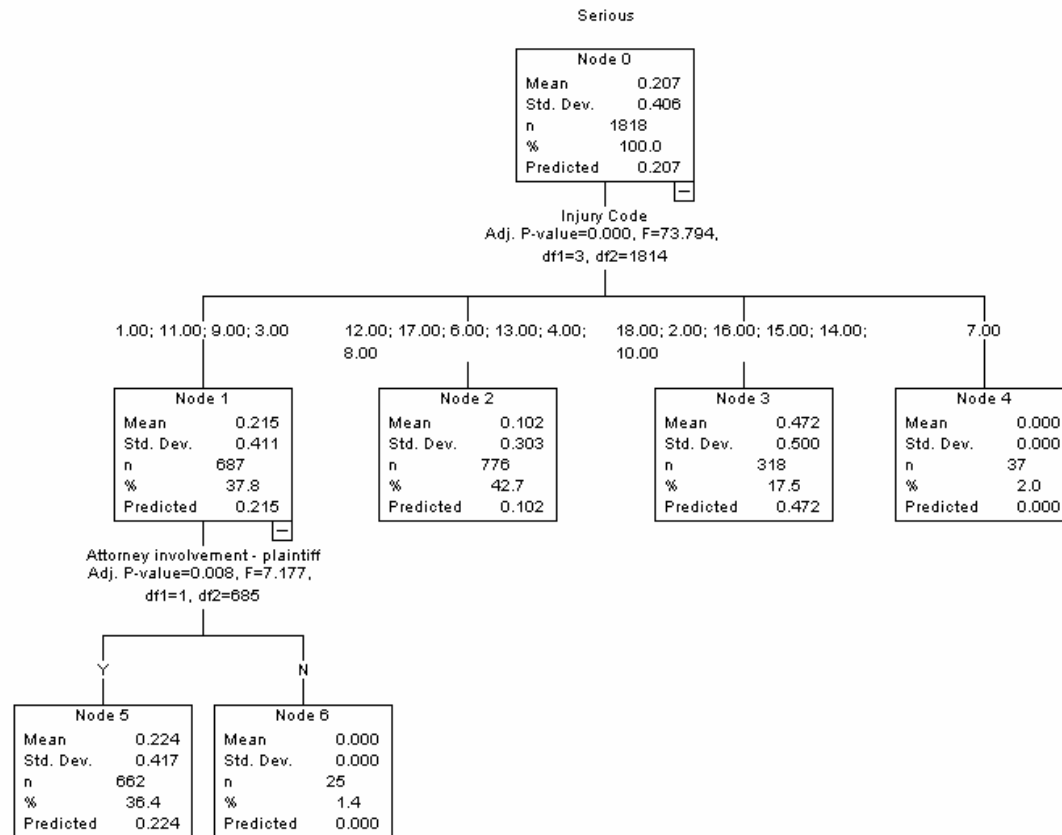 Serious
Node 0
Mean 0.207
Std. Dev. 0.406
n 1818
% 100.0
Predicted 0.207
Injury Code
Adj. P-value=0.000, F=73.794,
df1=3, df2=1814
1.00; 11.00; 9.00; 3.00
12.00; 17.00; 6.00; 13.00; 4.00;
8.00
18.00; 2.00; 16.00; 15.00; 14.00;
10.00
7.00
Node 1
Mean 0.215
Std. Dev. 0.411
n 687
% 37.8
Predicted 0.215
Node 2
Mean 0.102
Std. Dev. 0.303
n 776
% 42.7
Predicted 0.102
Node 3
Mean 0.472
Std. Dev. 0.500
n 318
% 17.5
Predicted 0.472
Node 4
Mean 0.000
Std. Dev. 0.000
n 37
% 2.0
Predicted 0.000
Attorney involvement - plaintiff
Adj. P-value=0.008, F=7.177,
df1=1, df2=685
Y
N
Node 5
Mean 0.224
Std. Dev. 0.417
n 662
% 36.4
Predicted 0.224
Node 6
Mean 0.000
Std. Dev. 0.000
n 25
% 1.4
Predicted 0.000